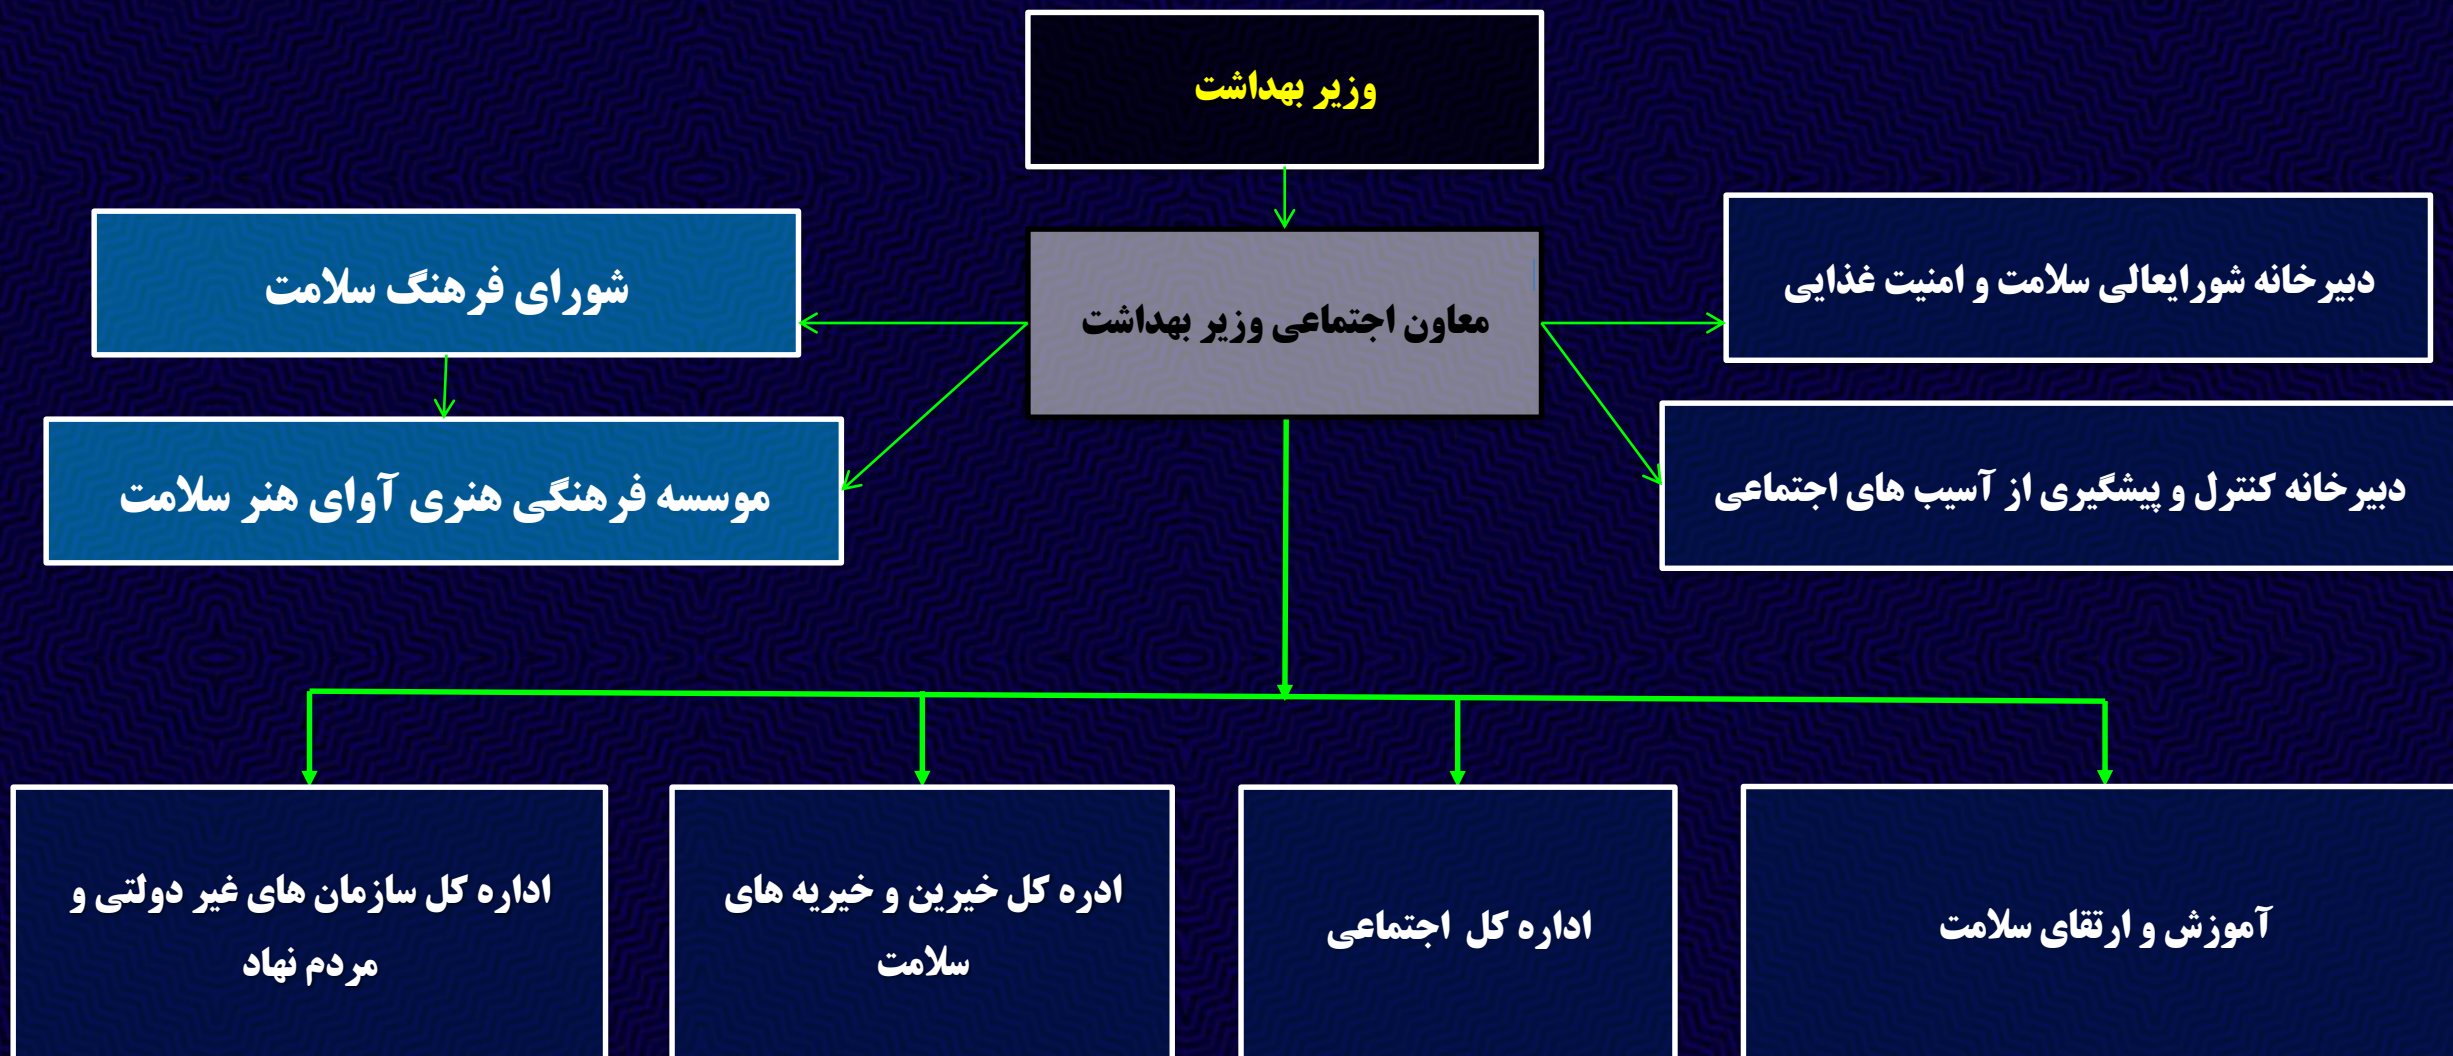 وزیر بهداشت
دبیرخانه شورایعالی سلامت و امنیت غذایی
معاون اجتماعی وزیر بهداشت
شورای فرهنگ سلامت
دبیرخانه کنترل و پیشگیری از آسیب های اجتماعی
موسسه فرهنگی هنری آوای هنر سلامت
آموزش و ارتقای سلامت
اداره کل اجتماعی
ادره کل خیرین و خیریه های
سلامت
اداره کل سازمان های غیر دولتی و
مردم نهاد